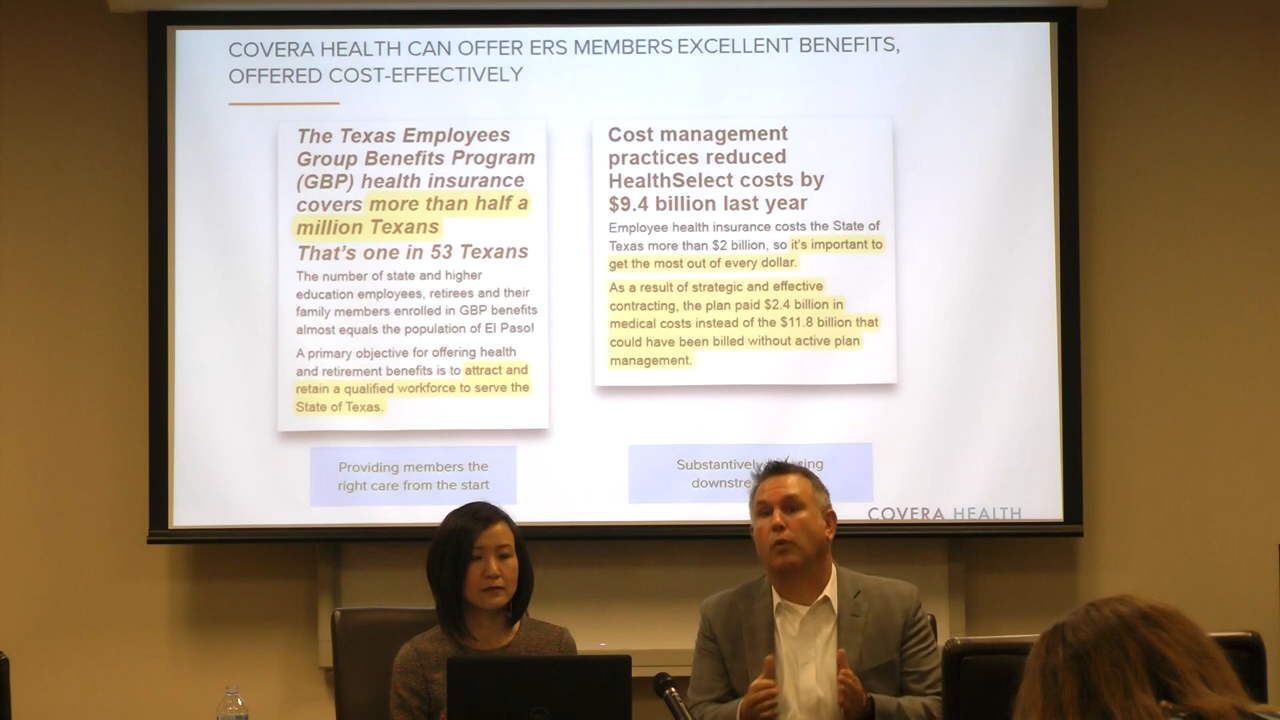 COVERA HEALTH CAN OFFER ERS MEMBERS EXCELLENT BENEFITS,
OFFERED COST-EFFECTIVELY
The Texas Employees
Group Benefits Program
(GBP) health insurance
covers more than half a
million Texans
That's one in 53 Texans
The number of state and higher
education employees, retirees and their
family members enrolled in GBP benefits
almost equals the population of El Paso!
A primary objective for offering health
and retirement benefits is to attract and
retain a qualified workforce to serve the
State of Texas.
Cost management
practices reduced
HealthSelect costs by
$9.4 billion last year
Employee health insurance costs the State of
Texas more than $2 billion, so it's important to
get the most out of every dollar.
As a result of strategic and effective
contracting, the plan paid $2.4 billion in
medical costs instead of the $11.8 billion that
could have been billed without active plan
management.
Providing members the
right care from the start
Substantively
COVERA HEALTH